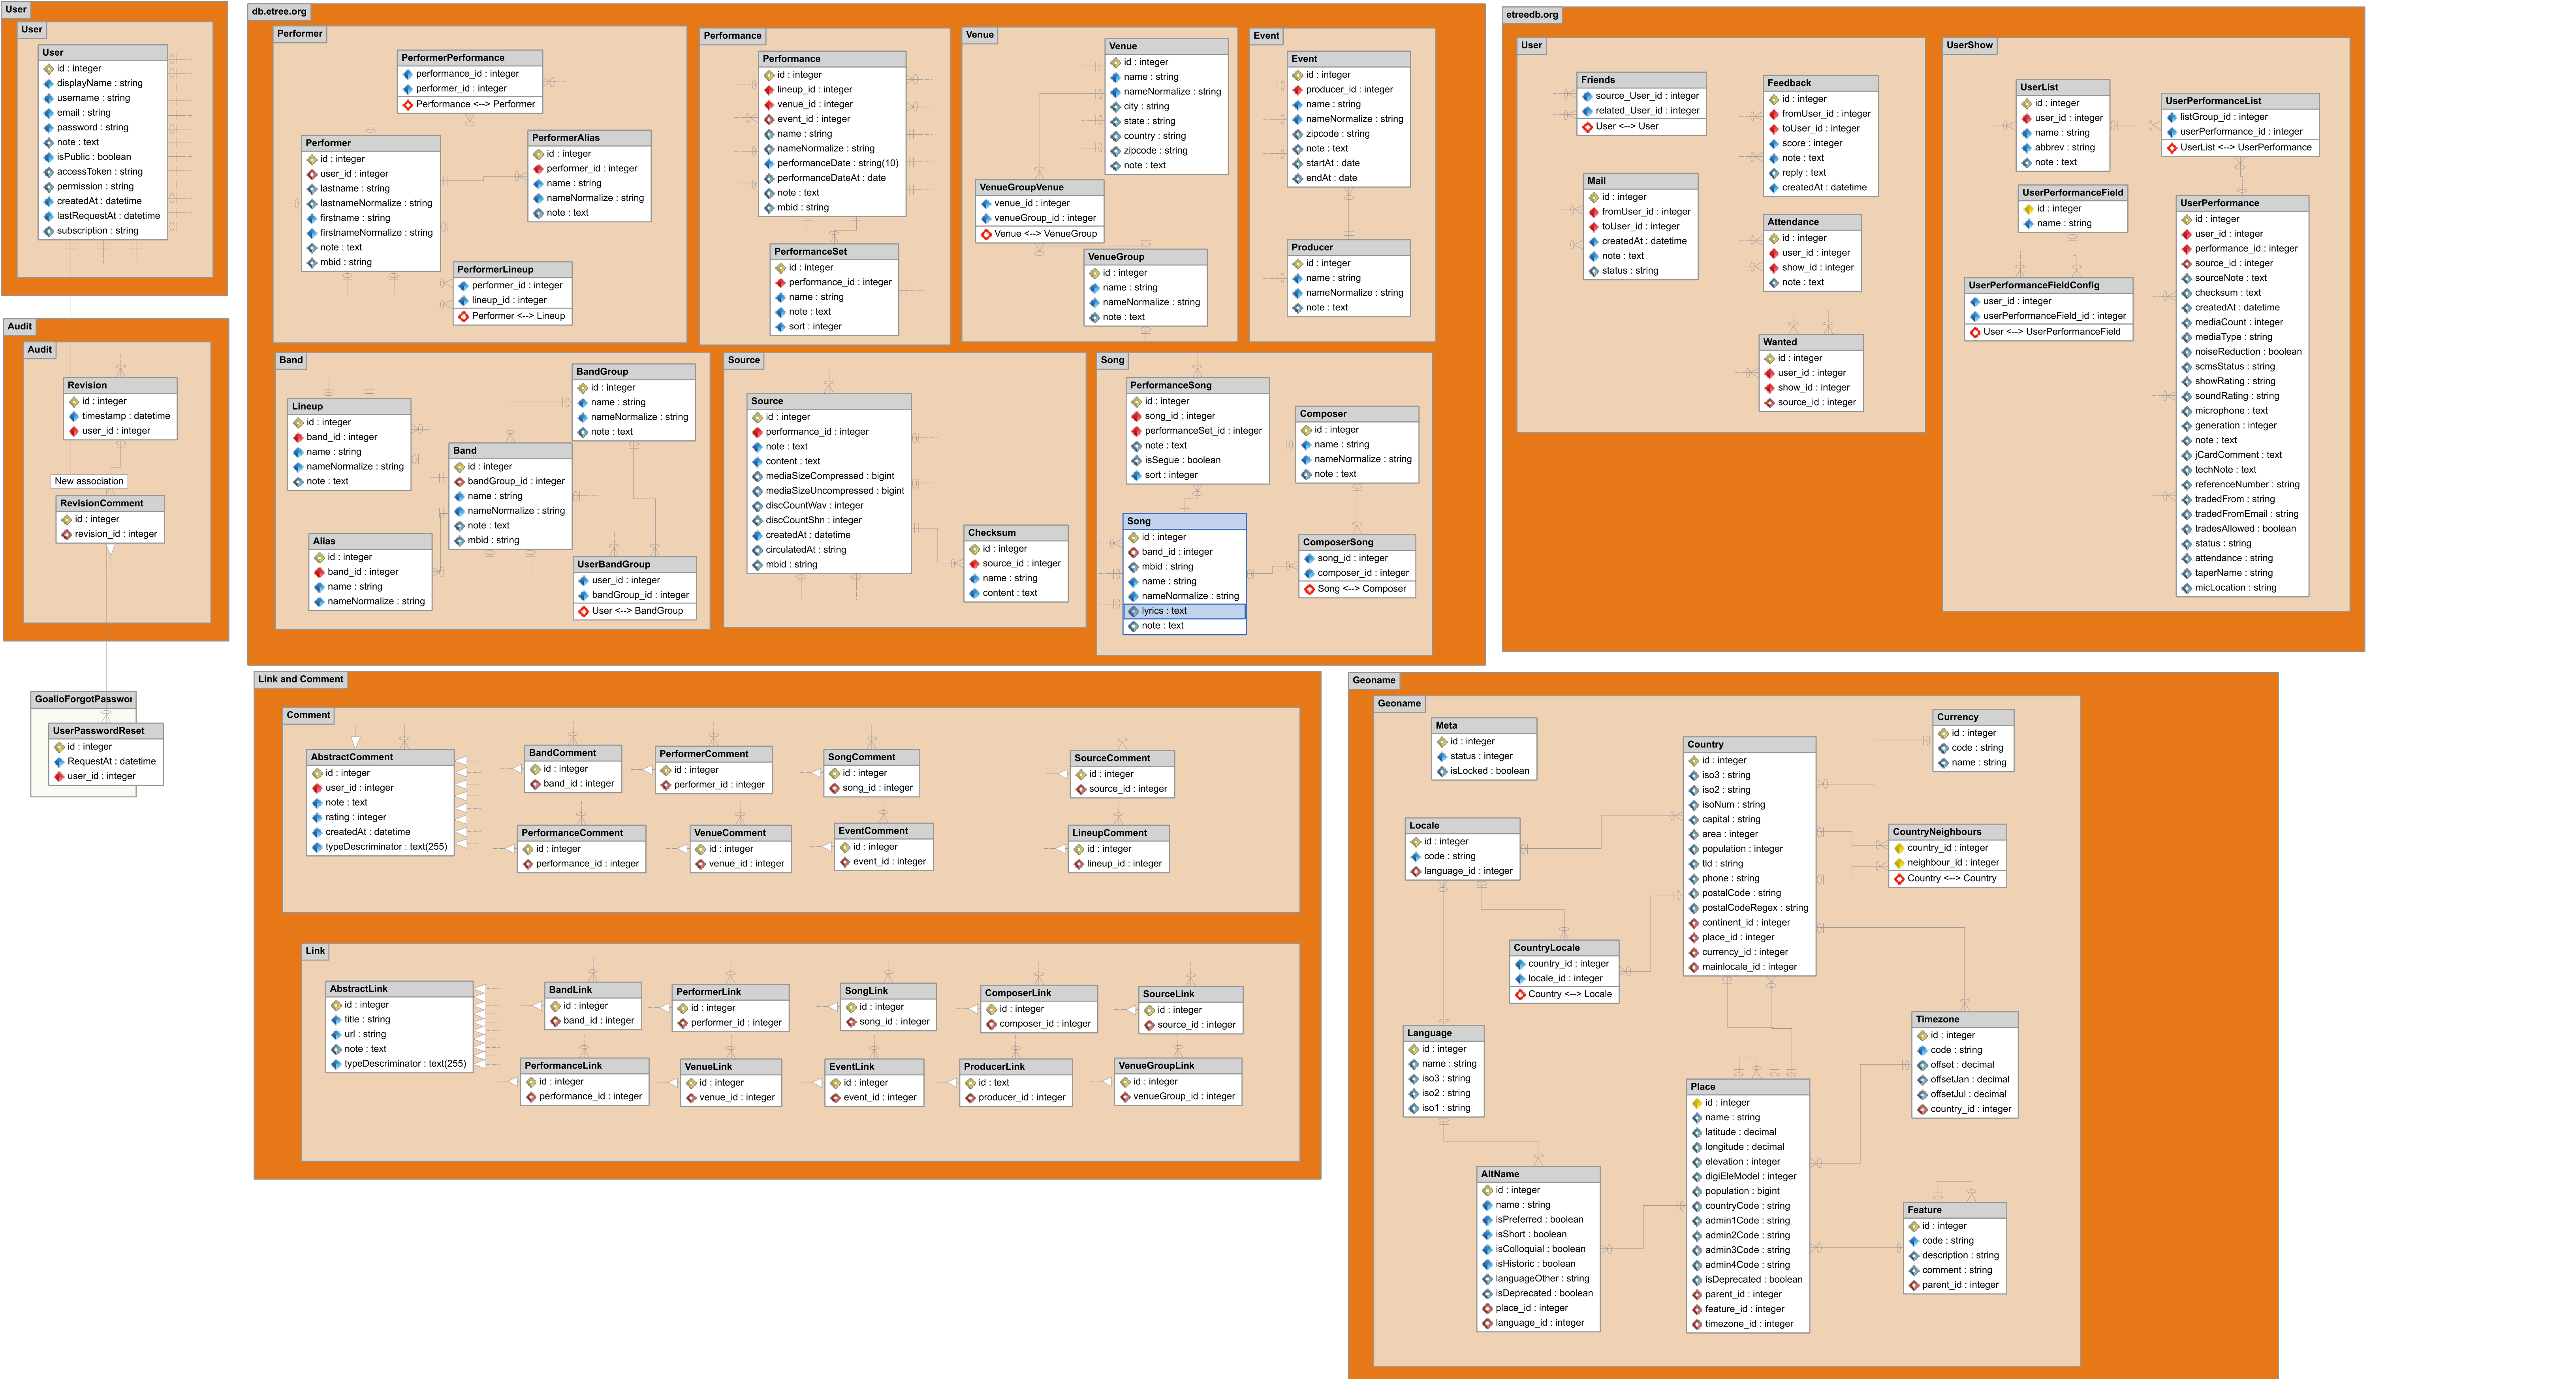 User
User
User
id : integer
displayName : string
username : string
email : string
password : string
note : text
isPublic : boolean
accessToken : string
permission : string
createdAt : datetime
lastRequestAt : datetime
subscription : string
Audit
Audit
Revision
id : integer
timestamp : datetime
user_id : integer
New association
RevisionComment
id : integer
revision_id : integer
GoalioForgotPasswor
UserPasswordReset
id : integer
RequestAt : datetime
user_id : integer
db.etree.org
Performer
PerformerPerformance
performance_id : integer
performer_id : integer
Performance <--> Performer
Performer
id : integer
user_id : integer
lastname : string
lastnameNormalize : string
firstname : string
firstnameNormalize : string
note : text
mbid : string
PerformerAlias
id : integer
performer_id : integer
name : string
nameNormalize : string
note : text
PerformerLineup
performer_id : integer
lineup_id : integer
Performer <--> Lineup
Performance
Performance
id : integer
lineup_id : integer
venue_id : integer
event_id : integer
name : string
nameNormalize : string
performanceDate : string(10)
performanceDateAt : date
note : text
mbid : string
PerformanceSet
id : integer
performance_id : integer
name : string
note : text
sort : integer
Venue
Venue
id : integer
name : string
nameNormalize : string
city : string
state : string
country : string
zipcode : string
note : text
VenueGroupVenue
venue_id : integer
venueGroup_id : integer
Venue <--> VenueGroup
VenueGroup
id : integer
name : string
nameNormalize : string
note : text
Event
Event
id : integer
producer_id : integer
name : string
nameNormalize : string
zipcode : string
note : text
startAt : date
endAt : date
Producer
id : integer
name : string
nameNormalize : string
note : text
Band
Lineup
id : integer
band_id : integer
name : string
nameNormalize : string
note : text
BandGroup
id : integer
name : string
nameNormalize : string
note : text
Band
id : integer
bandGroup_id : integer
name : string
nameNormalize : string
note : text
mbid : string
Alias
id : integer
band_id : integer
name : string
nameNormalize : string
UserBandGroup
user_id : integer
bandGroup_id : integer
User <--> BandGroup
Source
Source
id : integer
performance_id : integer
note : text
content : text
mediaSizeCompressed : bigint
mediaSizeUncompressed : bigint
discCountWav : integer
discCountShn : integer
createdAt : datetime
circulatedAt : string
mbid : string
Checksum
id : integer
source_id : integer
name : string
content : text
Song
PerformanceSong
id : integer
song_id : integer
performanceSet_id : integer
note : text
isSegue : boolean
sort : integer
Composer
id : integer
name : string
nameNormalize : string
note : text
Song
id : integer
band_id : integer
mbid : string
name : string
nameNormalize : string
lyrics : text
note : text
ComposerSong
song_id : integer
composer_id : integer
Song <--> Composer
etreedb.org
User
Friends
source_User_id : integer
related_User_id : integer
User <--> User
Mail
id : integer
fromUser_id : integer
toUser_id : integer
createdAt : datetime
note : text
status : string
Feedback
id : integer
fromUser_id : integer
toUser_id : integer
score : integer
note : text
reply : text
createdAt : datetime
Attendance
id : integer
user_id : integer
show_id : integer
note : text
Wanted
id : integer
user_id : integer
show_id : integer
source_id : integer
UserShow
UserList
id : integer
user_id : integer
name : string
abbrev : string
note : text
UserPerformanceList
listGroup_id : integer
userPerformance_id : integer
UserList <--> UserPerformance
UserPerformanceField
id : integer
name : string
UserPerformanceFieldConfig
user_id : integer
userPerformanceField_id : integer
User <--> UserPerformanceField
UserPerformance
id : integer
user_id : integer
performance_id : integer
source_id : integer
sourceNote : text
checksum : text
createdAt : datetime
mediaCount : integer
mediaType : string
noiseReduction : boolean
scmsStatus : string
showRating : string
soundRating : string
microphone : text
generation : integer
note : text
jCardComment : text
techNote : text
referenceNumber : string
tradedFrom : string
tradedFromEmail : string
tradesAllowed : boolean
status : string
attendance : string
taperName : string
micLocation : string
Link and Comment
Comment
AbstractComment
id : integer
user_id : integer
note : text
rating : integer
createdAt : datetime
typeDescriminator : text(255)
BandComment
id : integer
band_id : integer
PerformerComment
id : integer
performer_id : integer
SongComment
id : integer
song_id : integer
SourceComment
id : integer
source_id : integer
PerformanceComment
id : integer
performance_id : integer
VenueComment
id : integer
venue_id : integer
EventComment
id : integer
event_id : integer
LineupComment
id : integer
lineup_id : integer
Link
AbstractLink
id : integer
title : string
url : string
note : text
typeDescriminator : text(255)
BandLink
id : integer
band_id : integer
PerformerLink
id : integer
performer_id : integer
SongLink
id : integer
song_id : integer
ComposerLink
id : integer
composer_id : integer
SourceLink
id : integer
source_id : integer
PerformanceLink
id : integer
performance_id : integer
VenueLink
id : integer
venue_id : integer
EventLink
id : integer
event_id : integer
ProducerLink
id : text
producer_id : integer
VenueGroupLink
id : integer
venueGroup_id : integer
Geoname
Geoname
Meta
id : integer
status : integer
isLocked : boolean
Locale
id : integer
code : string
language_id : integer
Country
id : integer
iso3 : string
iso2 : string
isoNum : string
capital : string
area : integer
population : integer
tld : string
phone : string
postalCode : string
postalCodeRegex : string
continent_id : integer
place_id : integer
currency_id : integer
mainlocale_id : integer
Currency
id : integer
code : string
name : string
CountryNeighbours
country_id : integer
neighbour_id : integer
Country <--> Country
CountryLocale
country_id : integer
locale_id : integer
Country <--> Locale
Language
id : integer
name : string
iso3 : string
iso2 : string
iso1 : string
Timezone
id : integer
code : string
offset : decimal
offsetJan : decimal
offsetJul : decimal
country_id : integer
Place
id : integer
name : string
latitude : decimal
longitude : decimal
elevation : integer
digiEleModel : integer
population : bigint
countryCode : string
admin1Code : string
admin2Code : string
admin3Code : string
admin4Code : string
isDeprecated : boolean
parent_id : integer
feature_id : integer
timezone_id : integer
AltName
id : integer
name : string
isPreferred : boolean
isShort : boolean
isColloquial : boolean
isHistoric : boolean
languageOther : string
isDeprecated : boolean
place_id : integer
language_id : integer
Feature
id : integer
code : string
description : string
comment : string
parent_id : integer